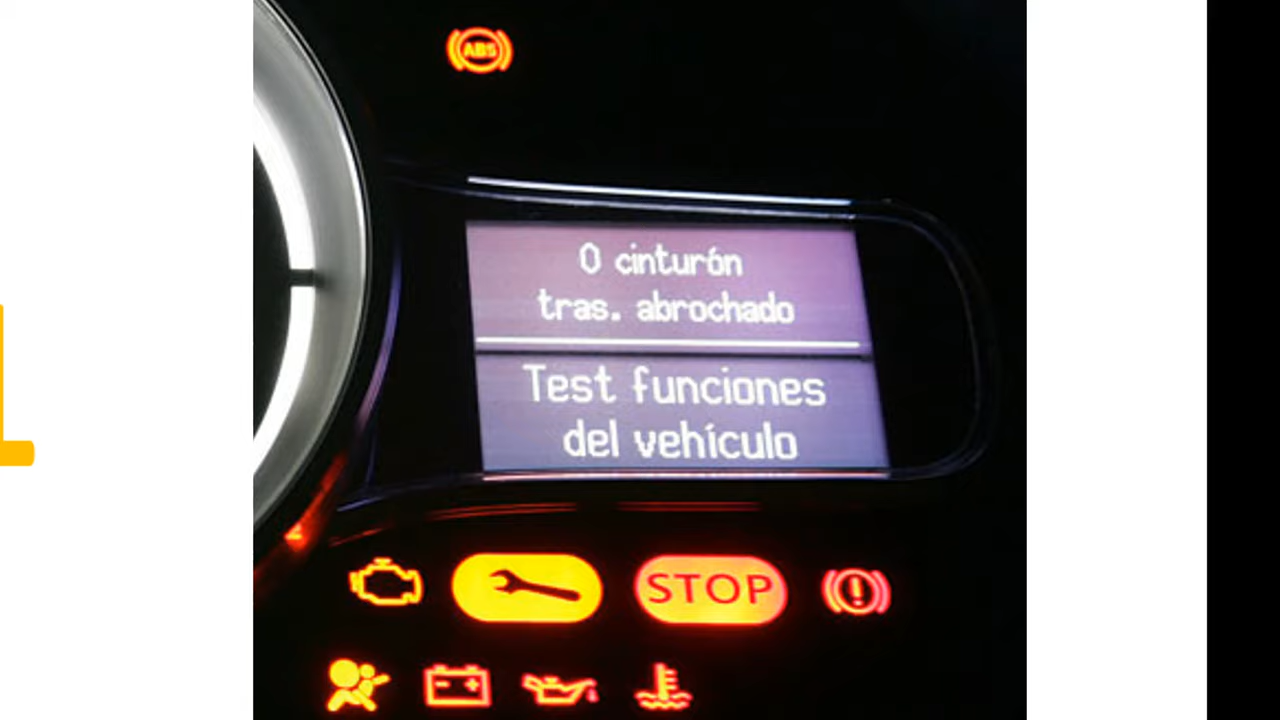 ABS
0 cinturón
tras. abrochado
Test funciones
del vehículo
STOP